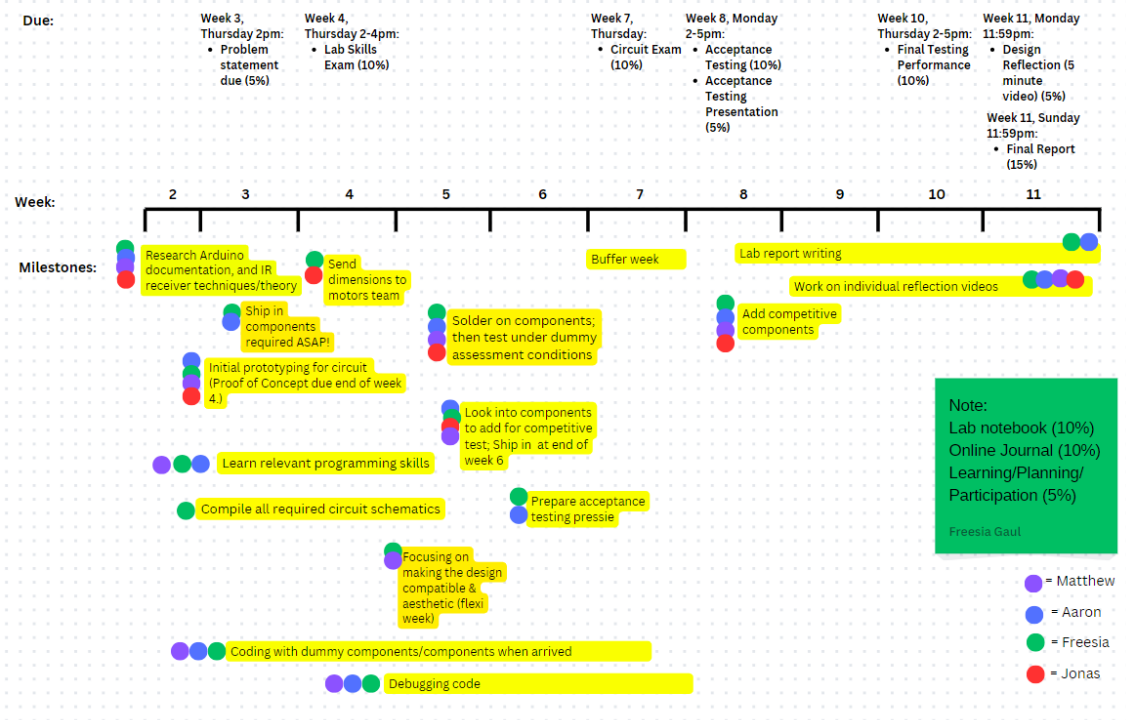 Due:
Week 3,
Thursday 2pm:
• Problem
statement
due (5%)
Week 4,
Thursday 2-4pm:
• Lab Skills
Exam (10%)
Week 7,
Thursday:
• Circuit Exam
(10%)
Week 8, Monday
2-5pm:
• Acceptance
Testing (10%)
• Acceptance
Testing
Presentation
(5%)
Week 10,
Thursday 2-5pm:
• Final Testing
Performance
(10%)
Week 11, Monday
11:59pm:
• Design
Reflection (5
minute
video) (5%)
Week 11, Sunday
11:59pm:
• Final Report
(15%)
Week:
2 3 4 5 6 7 8 9 10 11
Milestones:
Research Arduino
documentation, and IR
receiver techniques/theory
Send
dimensions to
motors team
Buffer week
Lab report writing
Work on individual reflection videos
Ship in
components
required ASAP!
Solder on components;
then test under dummy
assessment conditions
Add competitive
components
Initial prototyping for circuit
(Proof of Concept due end of week
4.)
Look into components
to add for competitive
test; Ship in at end of
week 6
Learn relevant programming skills
Compile all required circuit schematics
Prepare acceptance
testing pressie
Focusing on
making the design
compatible &
aesthetic (flexi
week)
Coding with dummy components/components when arrived
Debugging code
Note:
Lab notebook (10%)
Online Journal (10%)
Learning/Planning/
Participation (5%)
Freesia Gaul
= Matthew
= Aaron
= Freesia
= Jonas